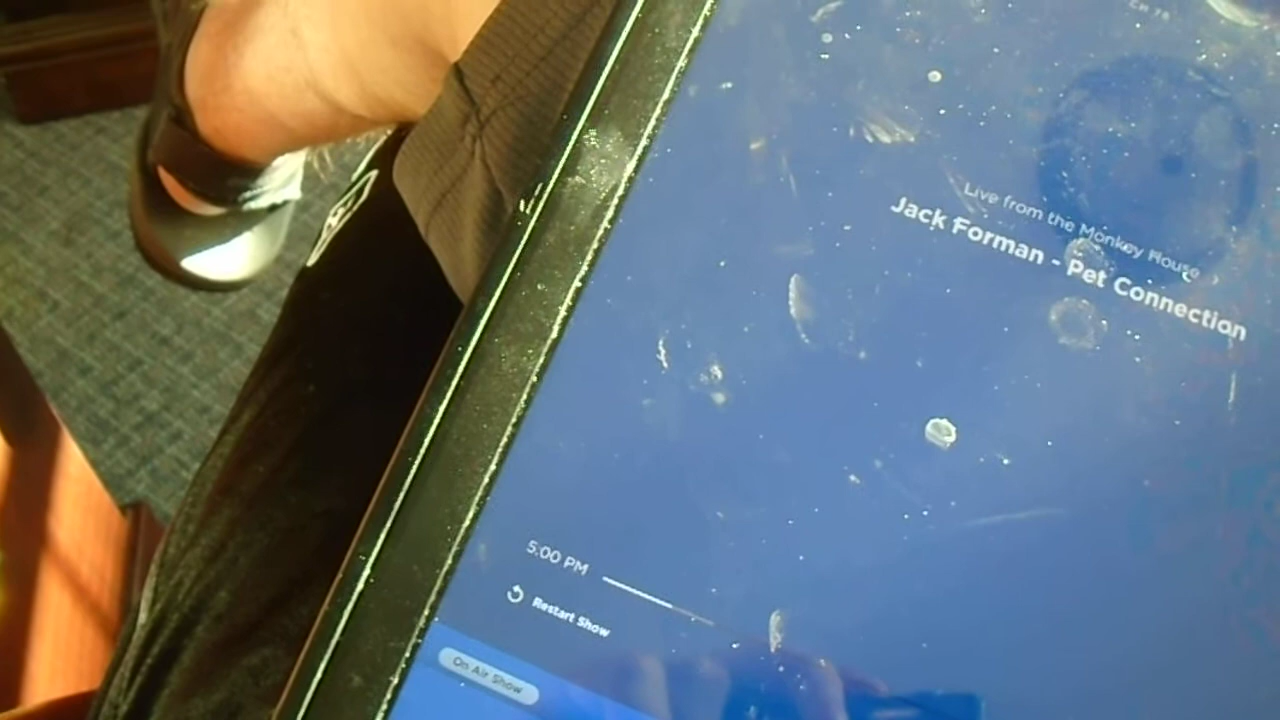 Live from the Monkey House
Jack Forman - Pet Connection
5:00 PM
Restart Show
On Air Show